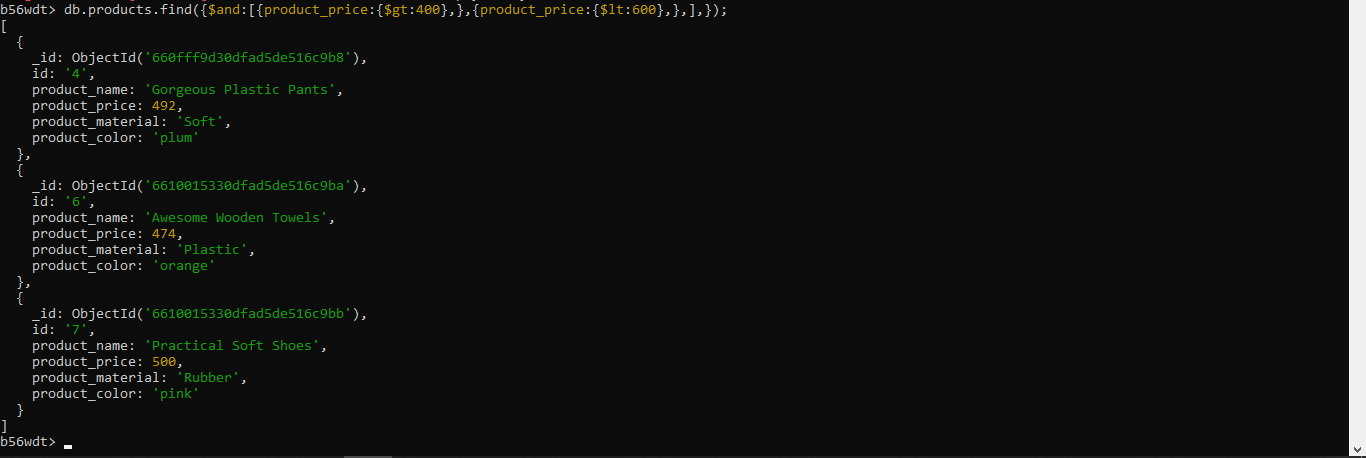 b56wdt> db.products.find({$and:[{product_price:{$gt:400},},{product_price:{$lt:600},},],});
[
  {
    _id: ObjectId('660fff9d30dfad5de516c9b8'),
    id: '4',
    product_name: 'Gorgeous Plastic Pants',
    product_price: 492,
    product_material: 'Soft',
    product_color: 'plum'
  },
  {
    _id: ObjectId('6610015330dfad5de516c9ba'),
    id: '6',
    product_name: 'Awesome Wooden Towels',
    product_price: 474,
    product_material: 'Plastic',
    product_color: 'orange'
  },
  {
    _id: ObjectId('6610015330dfad5de516c9bb'),
    id: '7',
    product_name: 'Practical Soft Shoes',
    product_price: 500,
    product_material: 'Rubber',
    product_color: 'pink'
  }
]
b56wdt>